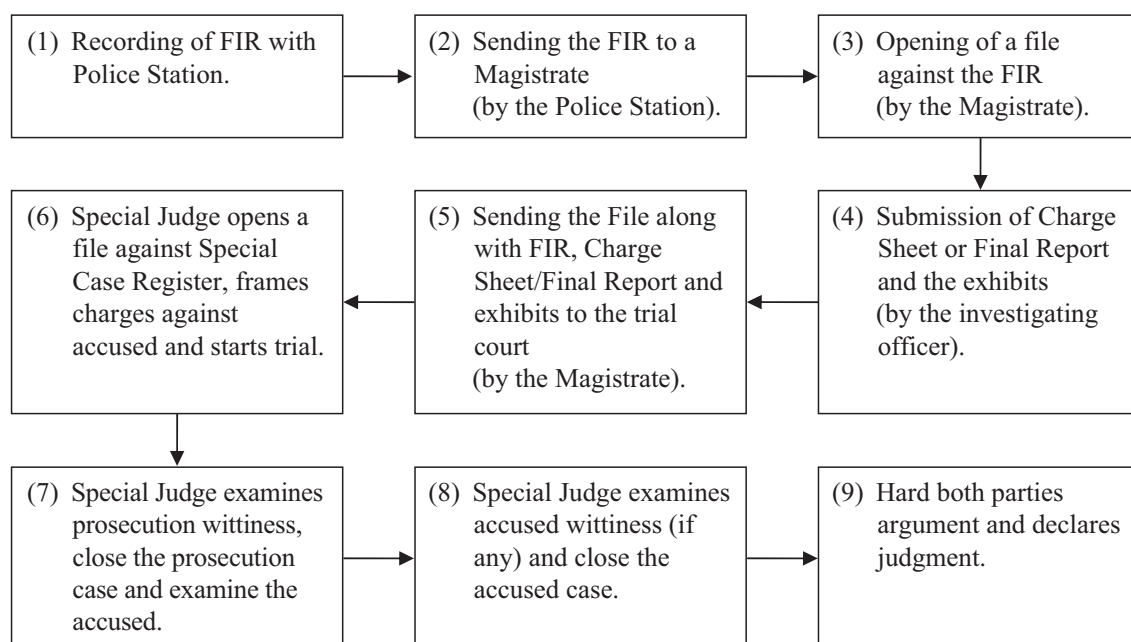 (1) Recording of FIR with
Police Station.
(2) Sending the FIR to a
Magistrate
(by the Police Station).
(3) Opening of a file
against the FIR
(by the Magistrate).
(4) Submission of Charge
Sheet or Final Report
and the exhibits
(by the investigating
officer).
(5) Sending the File along
with FIR, Charge
Sheet/Final Report and
exhibits to the trial
court
(by the Magistrate).
(6) Special Judge opens a
file against Special
Case Register, frames
charges against
accused and starts trial.
(7) Special Judge examines
prosecution wittiness,
close the prosecution
case and examine the
accused.
(8) Special Judge examines
accused wittiness (if
any) and close the
accused case.
(9) Hard both parties
argument and declares
judgment.